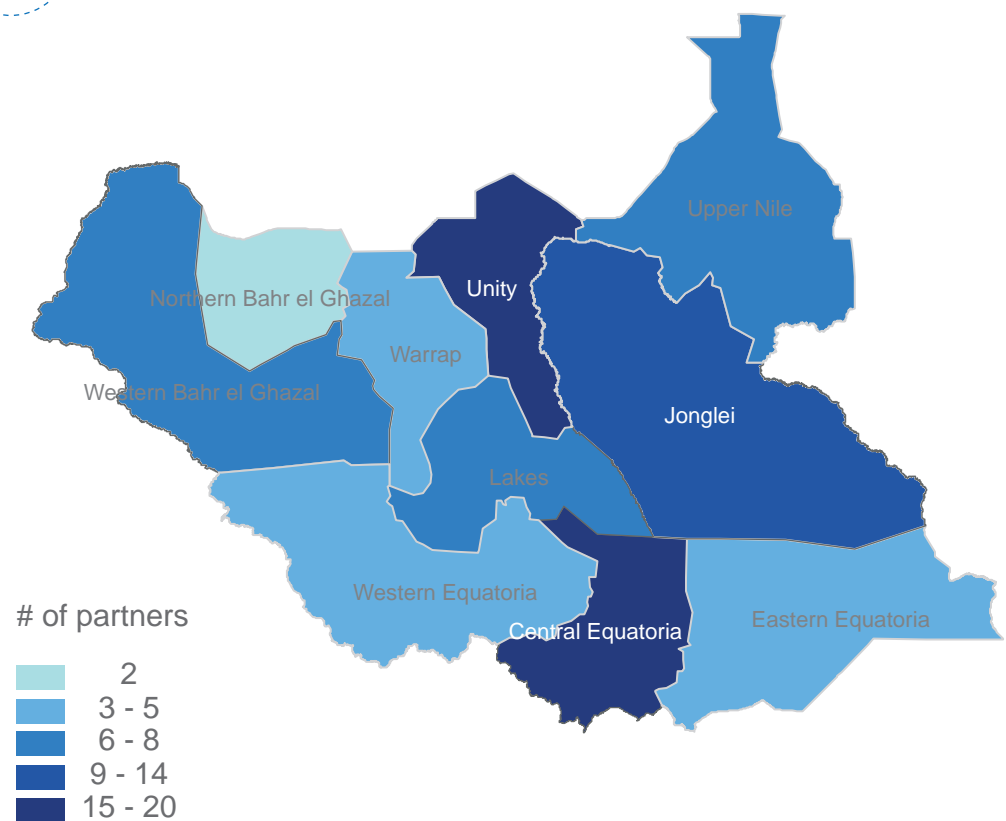 Upper Nile
Unity
Northern Bahr el Ghazal
Warrap
Western Bahr el Ghazal
Jonglei
Lakes
Western Equatoria
Eastern Equatoria
Central Equatoria
# of partners
2
3 - 5
6 - 8
9 - 14
15 - 20